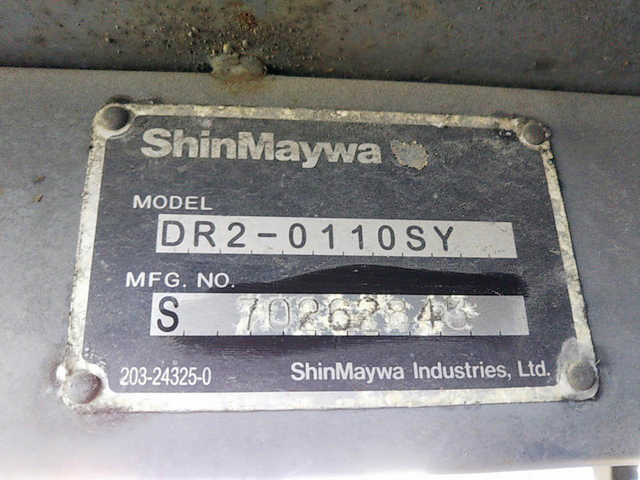 ShinMaywa
MODEL
DR2-0110SY
MFG. NO.
S
203-24325-0 ShinMaywa Industries, Ltd.